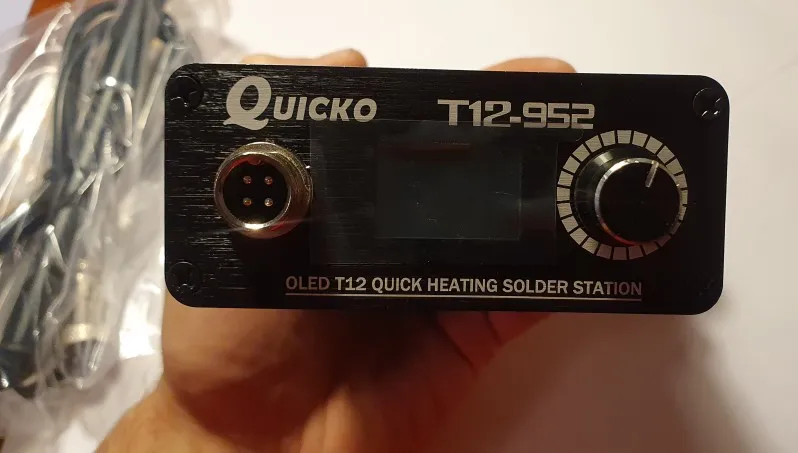 QUICKO T12-952
OLED T12 QUICK HEATING SOLDER STATION